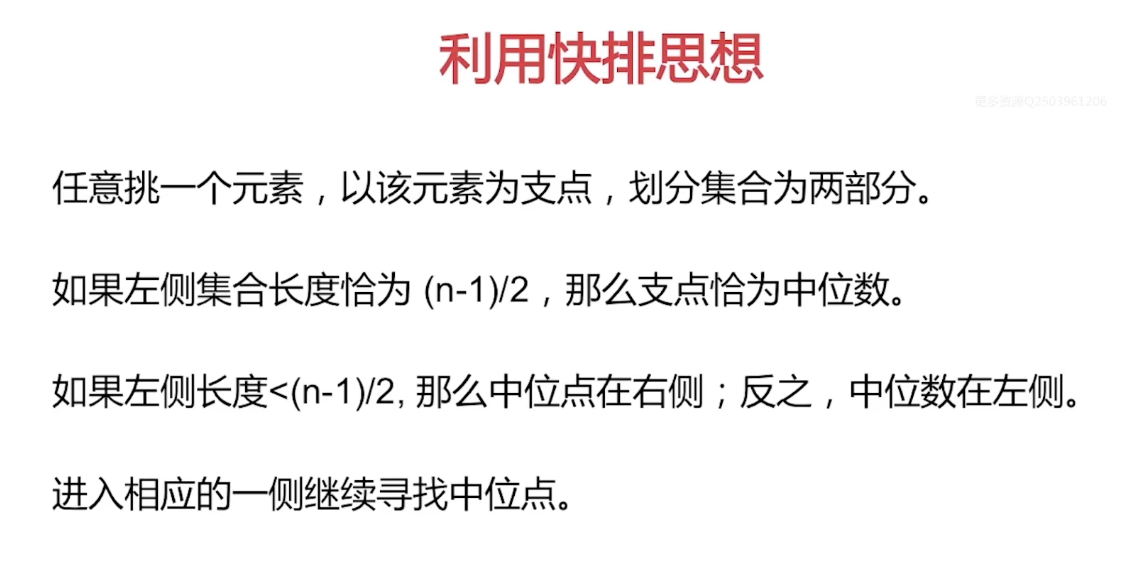 利用快排思想
更多资源Q2503961206
任意挑一个元素，以该元素为支点，划分集合为两部分。
如果左侧集合长度恰为 (n-1)/2，那么支点恰为中位数。
如果左侧长度<(n-1)/2, 那么中位点在右侧；反之，中位数在左侧。
进入相应的一侧继续寻找中位点。